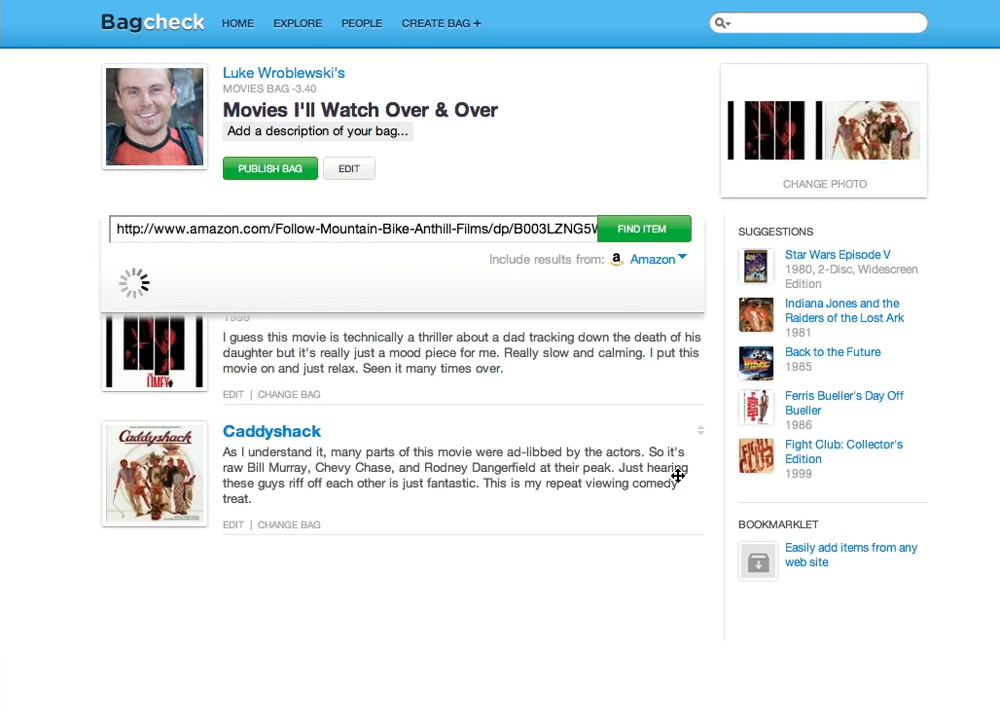 Bagcheck
HOME EXPLORE PEOPLE CREATE BAG +
Luke Wroblewski's
MOVIES BAG -3.40
Movies I'll Watch Over & Over
Add a description of your bag...
PUBLISH BAG EDIT
CHANGE PHOTO
http://www.amazon.com/Follow-Mountain-Bike-Anthill-Films/dp/B003LZNG5W
FIND ITEM
Include results from: a Amazon
1999
I guess this movie is technically a thriller about a dad tracking down the death of his
daughter but it's really just a mood piece for me. Really slow and calming. I put this
movie on and just relax. Seen it many times over.
EDIT | CHANGE BAG
Caddyshack
Caddyshack
As I understand it, many parts of this movie were ad-libbed by the actors. So it's
raw Bill Murray, Chevy Chase, and Rodney Dangerfield at their peak. Just hearing
these guys riff off each other is just fantastic. This is my repeat viewing comedy
treat.
EDIT | CHANGE BAG
SUGGESTIONS
Star Wars Episode V
1980, 2-Disc, Widescreen
Edition
Indiana Jones and the
Raiders of the Lost Ark
1981
Back to the Future
1985
Ferris Bueller's Day Off
Bueller
1986
Fight Club: Collector's
Edition
1999
BOOKMARKLET
Easily add items from any
web site